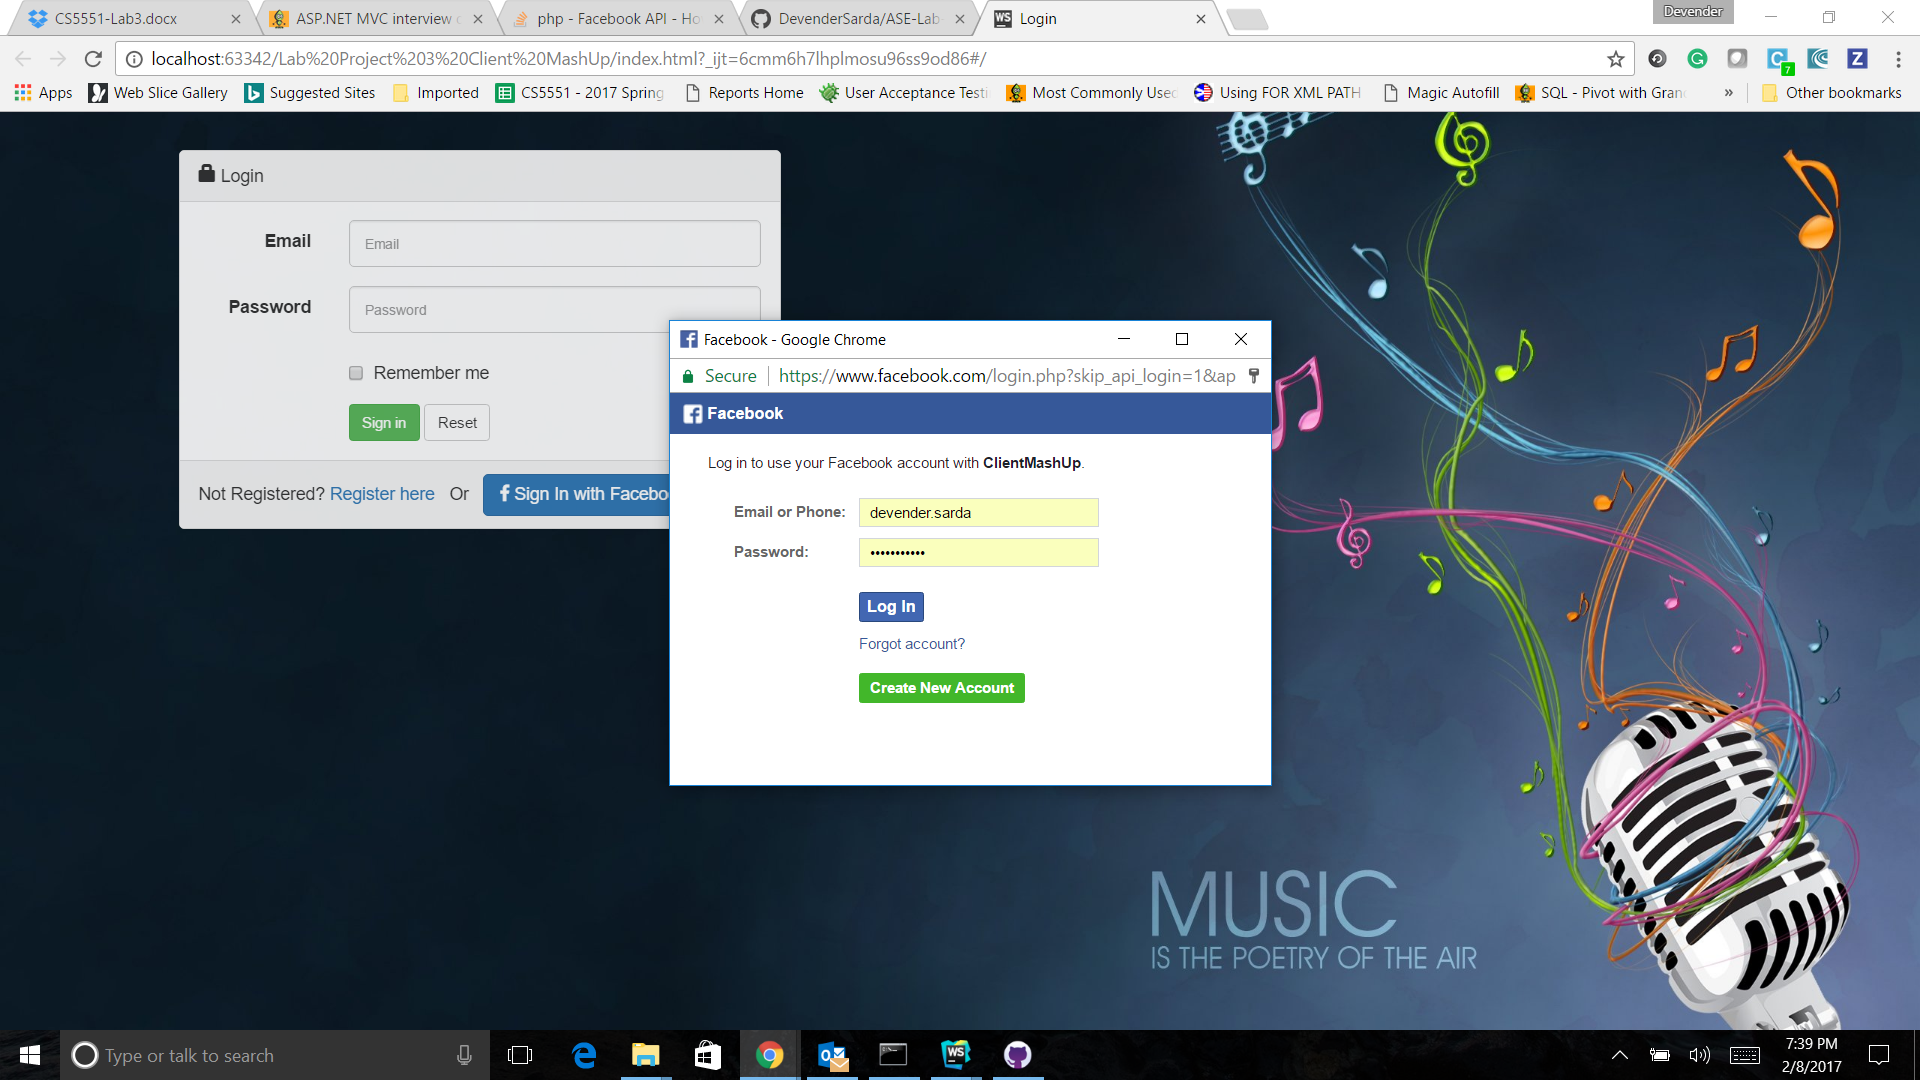 CS5551-Lab3.docx
ASP.NET MVC interview
php - Facebook API - Ho
DevenderSarda/ASE-Lab
Login
Devender
localhost:63342/Lab%20Project%203%20Client%20MashUp/index.html?_ijt=6cmm6h7lhplmosu96ss9od86#/
7
Apps
Web Slice Gallery
Suggested Sites
Imported
CS5551 - 2017 Spring
Reports Home
User Acceptance Testi
Most Commonly Used
Using FOR XML PATH
Magic Autofill
SQL - Pivot with Gran
»
Other bookmarks
Login
Email
Email
Password
Password
Remember me
Sign in
Reset
Not Registered? Register here Or
Sign In with Facebo
Facebook - Google Chrome
Secure
https://www.facebook.com/login.php?skip_api_login=1&ap
Facebook
Log in to use your Facebook account with ClientMashUp.
Email or Phone:
devender.sarda
Password:
•••••••••••
Log In
Forgot account?
Create New Account
MUSIC
IS THE POETRY OF THE AIR
Type or talk to search
7:39 PM
2/8/2017